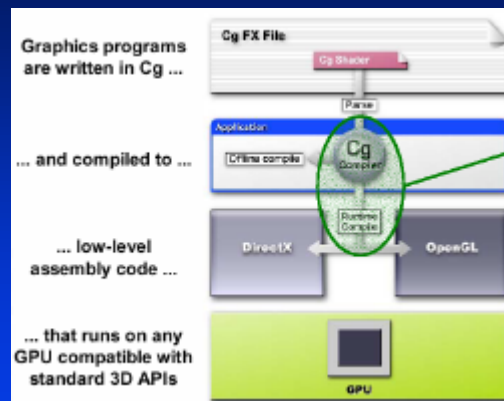 Graphics programs
are written in Cg ...
Cg FX File
Cg Shader
Parse
Application
... and compiled to ...
Offline compile
Cg
Compiler
Runtime
Compile
... low-level
assembly code ...
DirectX
OpenGL
... that runs on any
GPU compatible with
standard 3D APIs
GPU